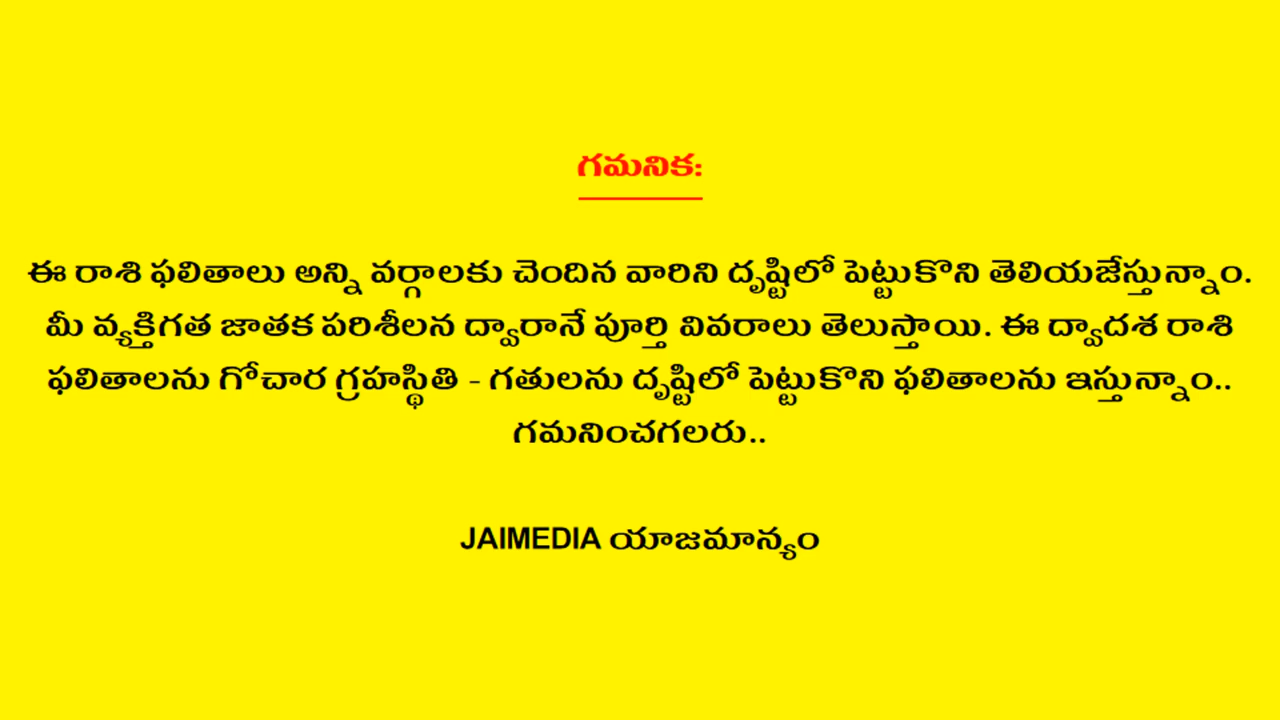 గమనిక:
ఈ రాశి ఫలితాలు అన్ని వర్గాలకు చెందిన వారిని దృష్టిలో పెట్టుకొని తెలియజేస్తున్నాం.
మీ వ్యక్తిగత జాతక పరిశీలన ద్వారానే పూర్తి వివరాలు తెలుస్తాయి. ఈ ద్వాదశ రాశి
ఫలితాలను గోచార గ్రహస్థితి - గతులను దృష్టిలో పెట్టుకొని ఫలితాలను ఇస్తున్నాం..
గమనించగలరు..
JAIMEDIA యాజమాన్యం